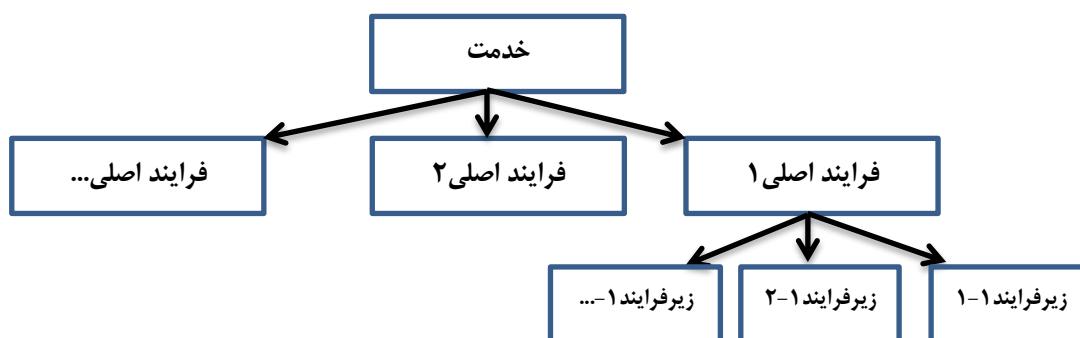 خدمت
فرایند اصلی۱
فرایند اصلی۲
فرایند اصلی...
زیرفرایند۱-۱
زیرفرایند۱-۲
زیرفرایند۱-...